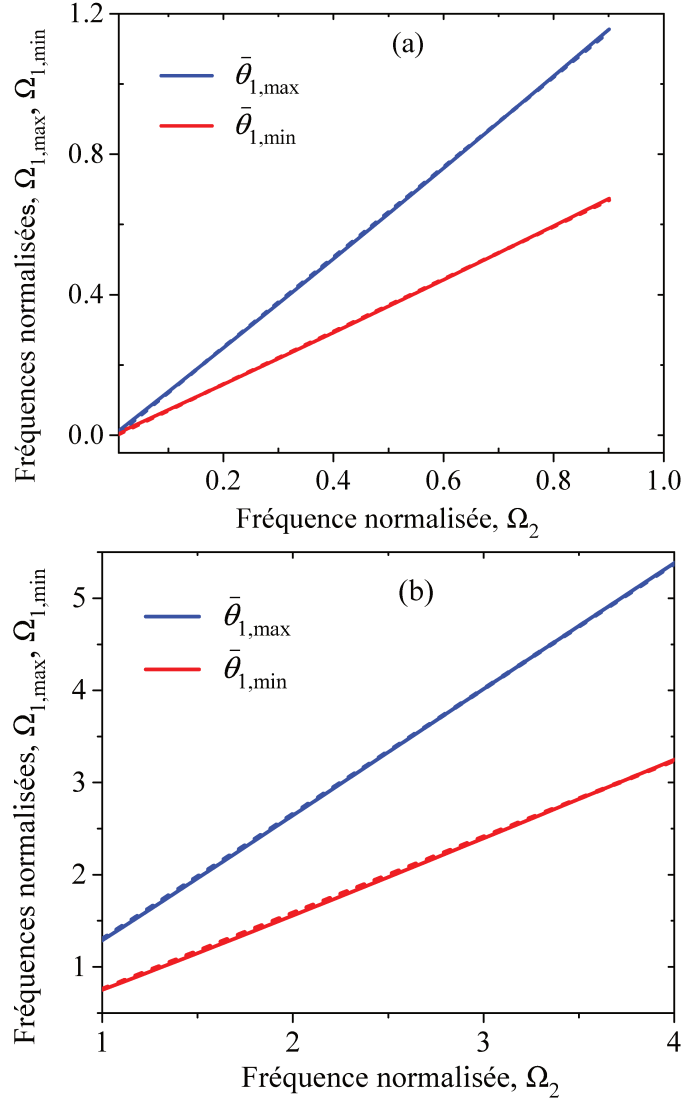 (a)
θ̄1,max
θ̄1,min
Fréquences normalisées, Ω1,max, Ω1,min
1.2
0.8
0.4
0.0
0.2 0.4 0.6 0.8 1.0
Fréquence normalisée, Ω2
(b)
θ̄1,max
θ̄1,min
Fréquences normalisées, Ω1,max, Ω1,min
5
4
3
2
1
1 2 3 4
Fréquence normalisée, Ω2